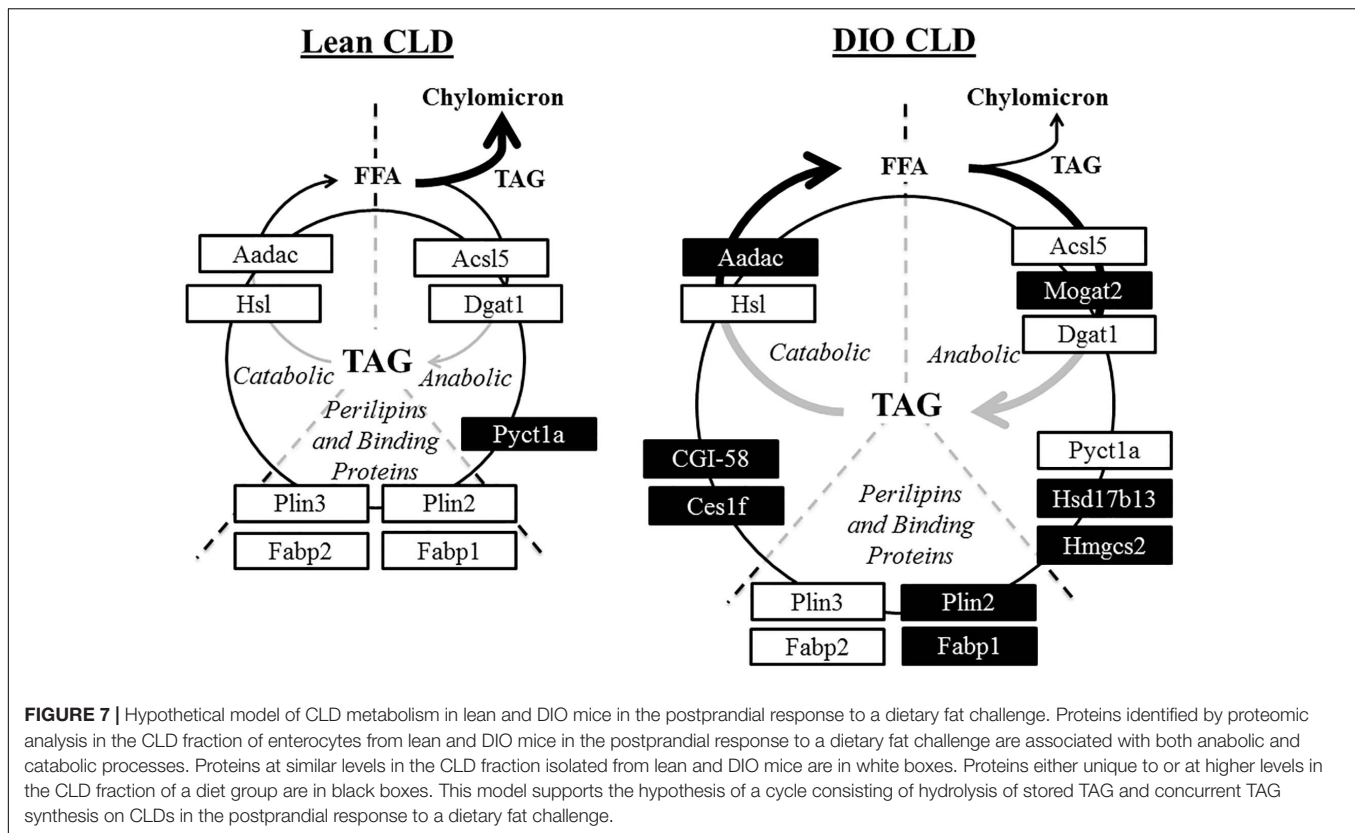 Lean CLD
Chylomicron
FFA
TAG
Aadac
Acsl5
Hsl
Dgat1
TAG
Catabolic
Anabolic
Perilipins
and Binding
Proteins
Pyct1a
Plin3
Plin2
Fabp2
Fabp1
DIO CLD
Chylomicron
FFA
TAG
Aadac
Acsl5
Hsl
Mogat2
Dgat1
Catabolic
Anabolic
TAG
CGI-58
Ces1f
Perilipins
and Binding
Proteins
Pyct1a
Hsd17b13
Hmgcs2
Plin3
Plin2
Fabp2
Fabp1
FIGURE 7 | Hypothetical model of CLD metabolism in lean and DIO mice in the postprandial response to a dietary fat challenge. Proteins identified by proteomic
analysis in the CLD fraction of enterocytes from lean and DIO mice in the postprandial response to a dietary fat challenge are associated with both anabolic and
catabolic processes. Proteins at similar levels in the CLD fraction isolated from lean and DIO mice are in white boxes. Proteins either unique to or at higher levels in
the CLD fraction of a diet group are in black boxes. This model supports the hypothesis of a cycle consisting of hydrolysis of stored TAG and concurrent TAG
synthesis on CLDs in the postprandial response to a dietary fat challenge.